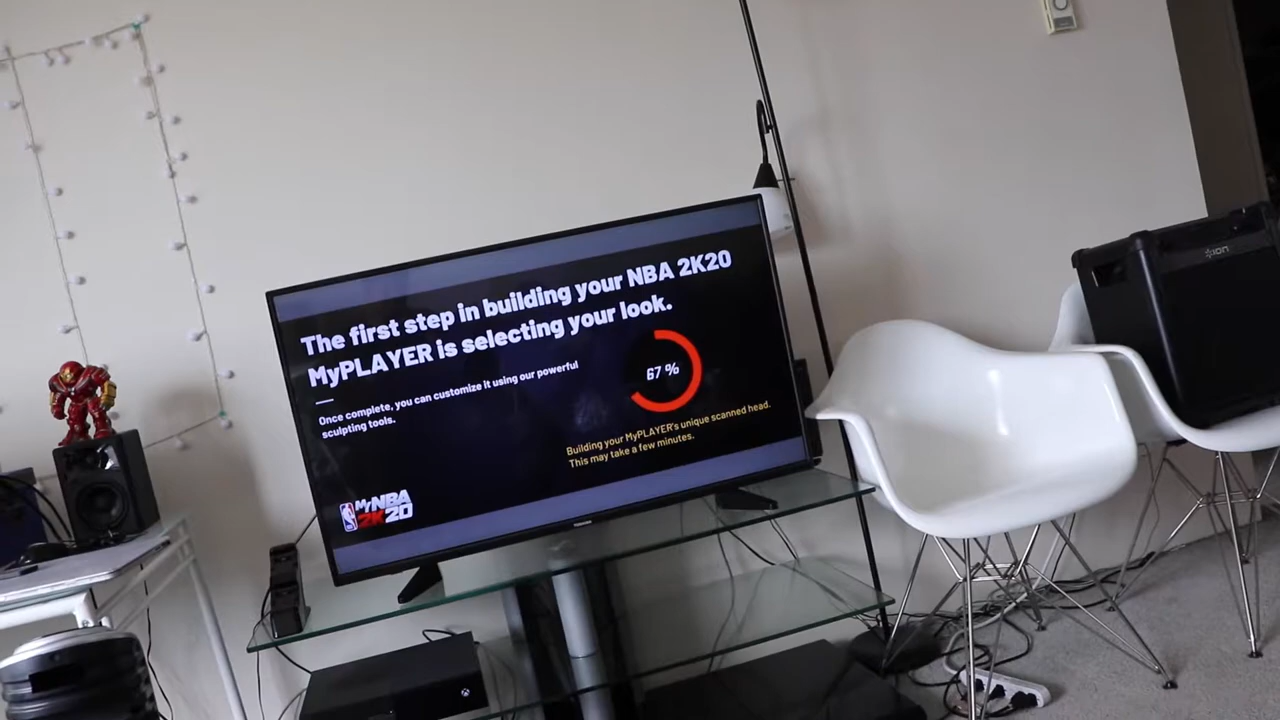 The first step in building your NBA 2K20
MyPLAYER is selecting your look.
Once complete, you can customize it using our powerful
sculpting tools.
67 %
Building your MyPLAYER's unique scanned head.
This may take a few minutes.
MyNBA
2K20
ION